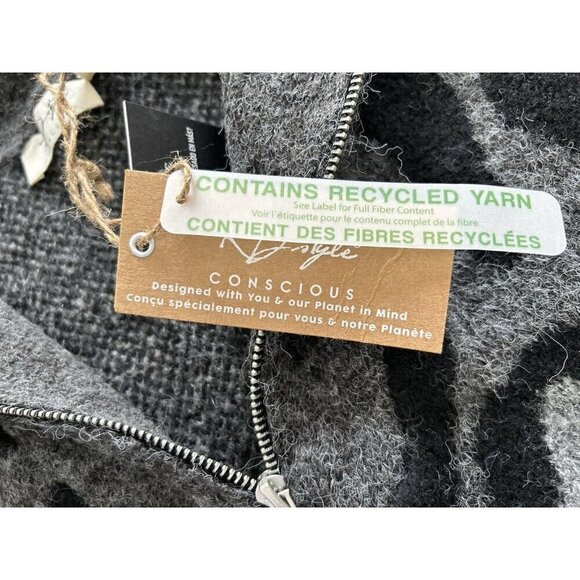 CONTAINS RECYCLED YARN
See Label for Full Fiber Content
Voir l'étiquette pour le contenu complet de la fibre
CONTIENT DES FIBRES RECYCLÉES
style
CONSCIOUS
Designed with You & our Planet in Mind
Conçu spécialement pour vous & notre Planète